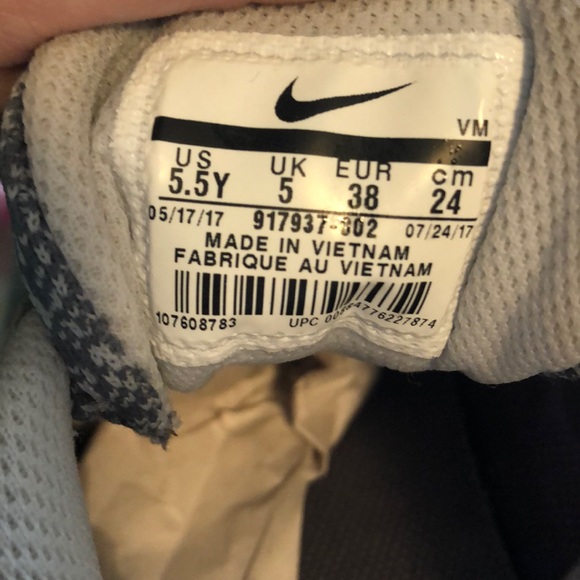 VM
US UK EUR cm
5.5Y 5 38 24
05/17/17 917937-002 07/24/17
MADE IN VIETNAM
FABRIQUE AU VIETNAM
107608783 UPC